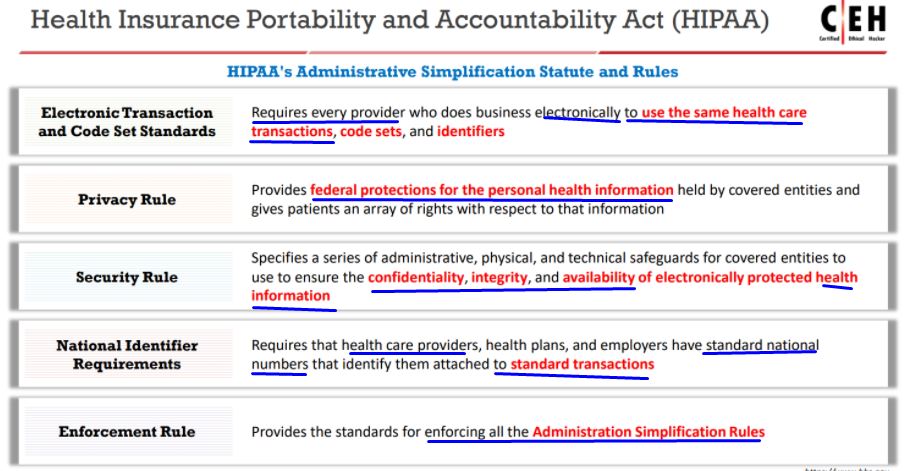 Health Insurance Portability and Accountability Act (HIPAA)
C|EH
Certified Ethical Hacker
HIPAA's Administrative Simplification Statute and Rules
Electronic Transaction
and Code Set Standards
Requires every provider who does business electronically to use the same health care
transactions, code sets, and identifiers
Privacy Rule
Provides federal protections for the personal health information held by covered entities and
gives patients an array of rights with respect to that information
Security Rule
Specifies a series of administrative, physical, and technical safeguards for covered entities to
use to ensure the confidentiality, integrity, and availability of electronically protected health
information
National Identifier
Requirements
Requires that health care providers, health plans, and employers have standard national
numbers that identify them attached to standard transactions
Enforcement Rule
Provides the standards for enforcing all the Administration Simplification Rules